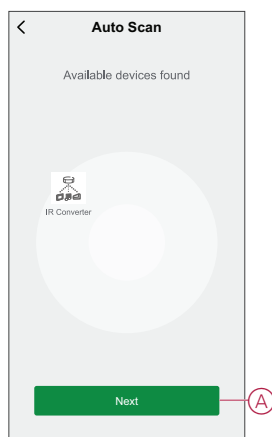 Auto Scan
Available devices found
IR Converter
Next
A